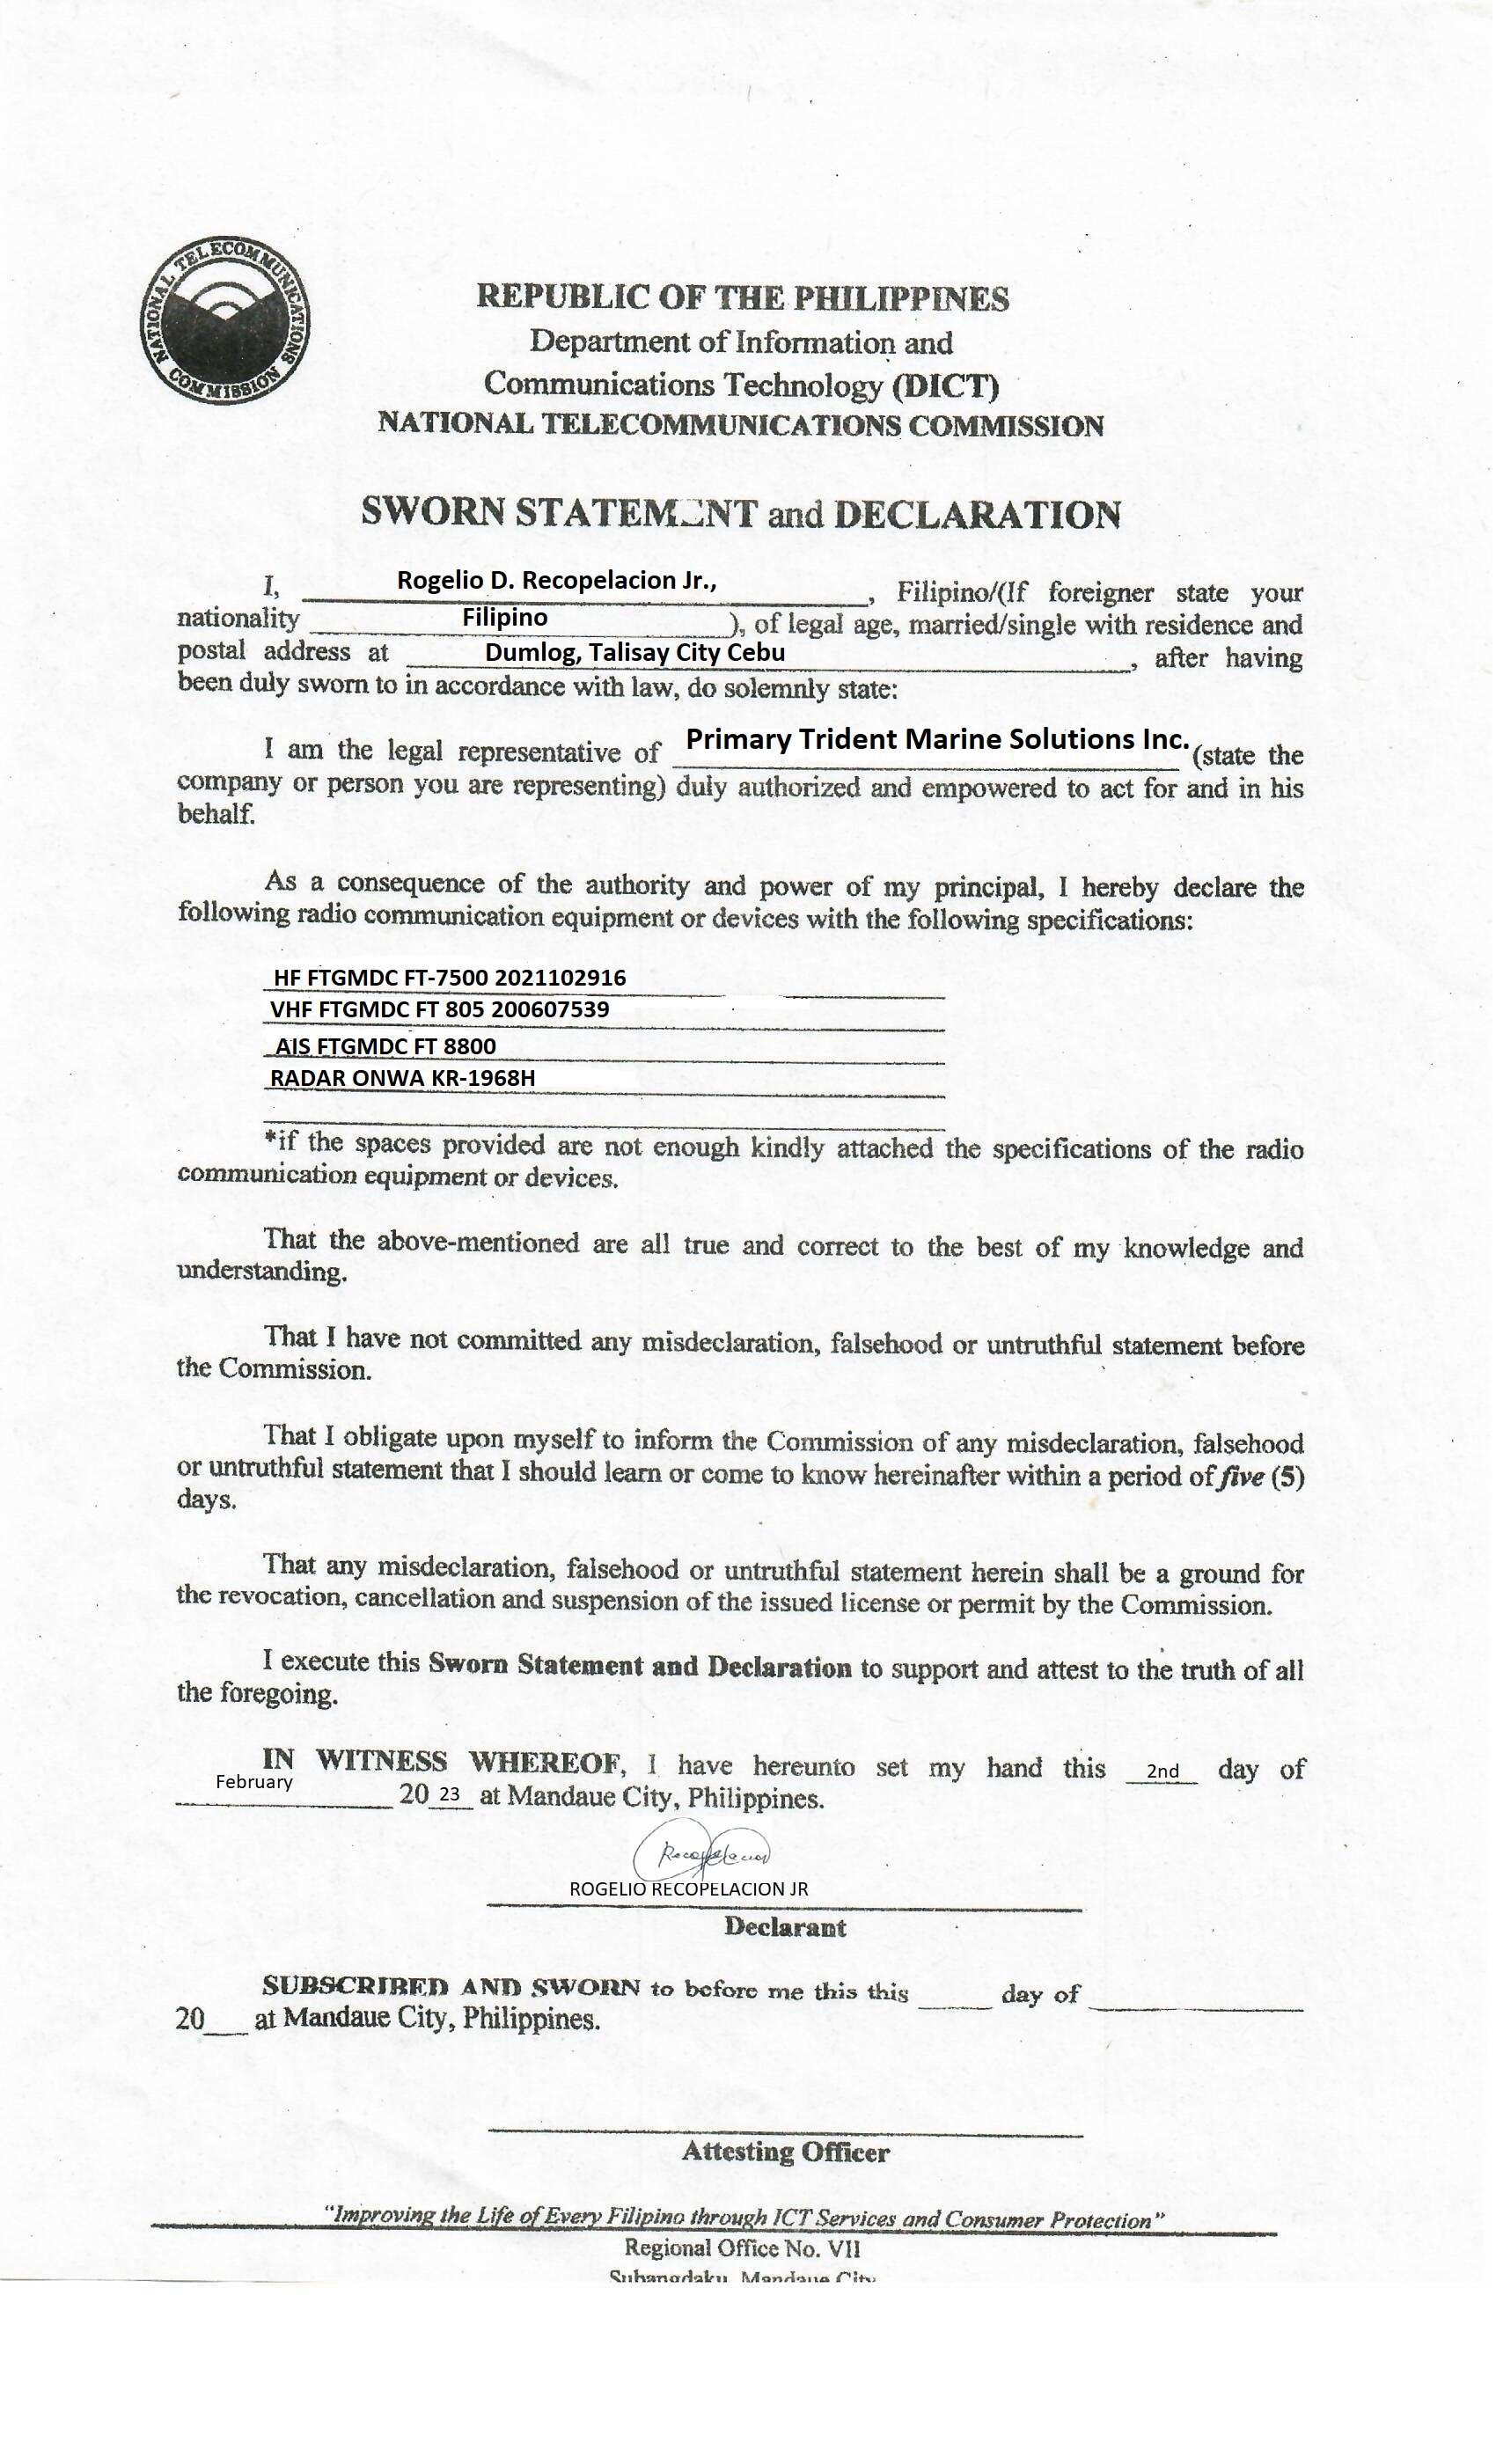 NATIONAL TELECOMMUNICATIONS COMMISSION
REPUBLIC OF THE PHILIPPINES
Department of Information and
Communications Technology (DICT)
NATIONAL TELECOMMUNICATIONS COMMISSION
SWORN STATEMENT and DECLARATION
I, Rogelio D. Recopelacion Jr., , Filipino/(If foreigner state your
nationality Filipino ), of legal age, married/single with residence and
postal address at Dumlog, Talisay City Cebu , after having
been duly sworn to in accordance with law, do solemnly state:
I am the legal representative of Primary Trident Marine Solutions Inc. (state the
company or person you are representing) duly authorized and empowered to act for and in his
behalf.
As a consequence of the authority and power of my principal, I hereby declare the
following radio communication equipment or devices with the following specifications:
HF FTGMDC FT-7500 2021102916
VHF FTGMDC FT 805 200607539
AIS FTGMDC FT 8800
RADAR ONWA KR-1968H
*if the spaces provided are not enough kindly attached the specifications of the radio
communication equipment or devices.
That the above-mentioned are all true and correct to the best of my knowledge and
understanding.
That I have not committed any misdeclaration, falsehood or untruthful statement before
the Commission.
That I obligate upon myself to inform the Commission of any misdeclaration, falsehood
or untruthful statement that I should learn or come to know hereinafter within a period of five (5)
days.
That any misdeclaration, falsehood or untruthful statement herein shall be a ground for
the revocation, cancellation and suspension of the issued license or permit by the Commission.
I execute this Sworn Statement and Declaration to support and attest to the truth of all
the foregoing.
IN WITNESS WHEREOF, I have hereunto set my hand this 2nd day of
February 20 23 at Mandaue City, Philippines.
Recopelacion
ROGELIO RECOPELACION JR
Declarant
SUBSCRIBED AND SWORN to before me this this ____ day of ____
20__ at Mandaue City, Philippines.
Attesting Officer
"Improving the Life of Every Filipino through ICT Services and Consumer Protection"
Regional Office No. VII
Subangdaku, Mandaue City